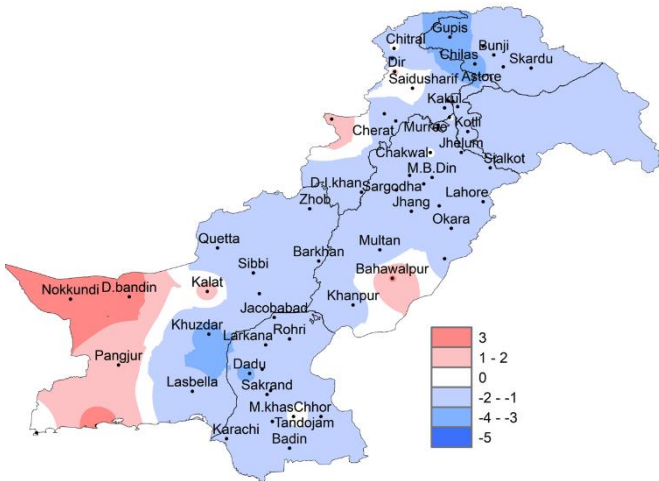 Gupis
Chitral
Bunji
Chilas
Dir
Skardu
Saidusharif
Astore
Kakul
Cherat
Murree
Kotli
Chakwal
Jhelum
Sialkot
M.B.Din
D.I.khan
Sargodha
Zhob
Jhang
Lahore
Okara
Quetta
Multan
Barkhan
Sibbi
Bahawalpur
Nokkundi
D.bandin
Kalat
Khanpur
Jacobabad
Khuzdar
Larkana
Rohri
Pangjur
Dadu
Lasbella
Sakrand
M.khas
Chhor
Tandojam
Karachi
Badin
3
1 - 2
0
-2 - -1
-4 - -3
-5